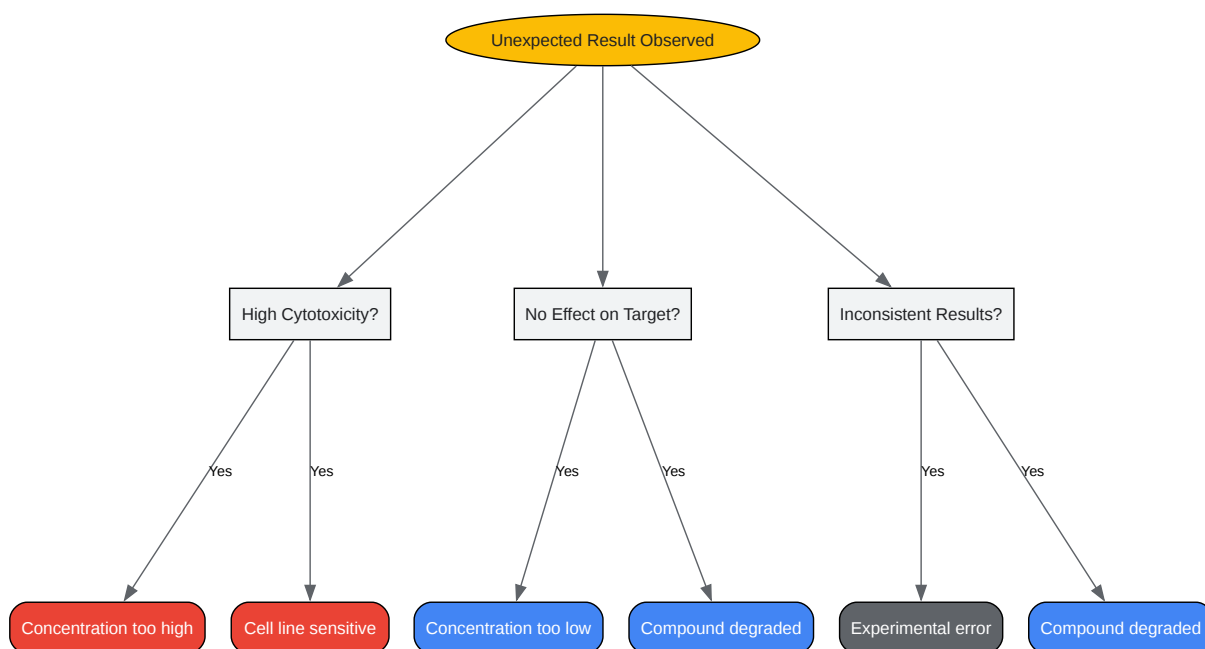 Unexpected Result Observed
High Cytotoxicity?
No Effect on Target?
Inconsistent Results?
Yes
Yes
Yes
Yes
Yes
Yes
Concentration too high
Cell line sensitive
Concentration too low
Compound degraded
Experimental error
Compound degraded